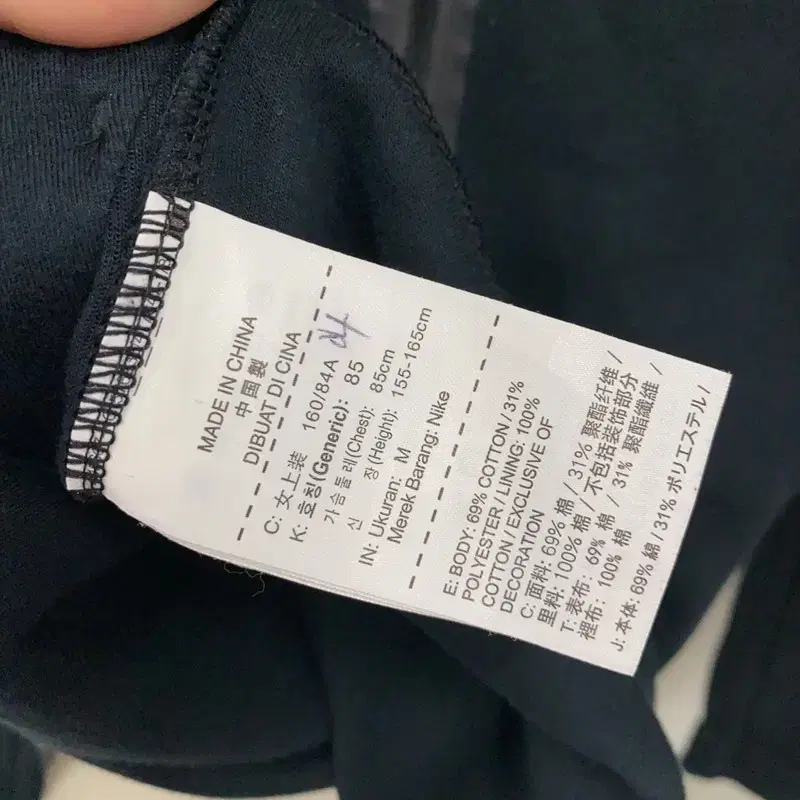 MADE IN CHINA
中国製
DIBUAT DI CINA
C: 女上装 160/84A
K: 호칭(Generic): 85
가슴둘레(Chest): 85cm
신 장(Height): 155-165cm
IN: Ukuran: M
Merek Barang: Nike
E: BODY: 69% COTTON / 31%
POLYESTER / LINING: 100%
COTTON / EXCLUSIVE OF
DECORATION
C: 面料: 69% 棉 / 31% 聚酯纤维 /
里料: 100% 棉 / 不包括装饰部分
T: 表布: 69% 棉 / 31% 聚酯纖維 /
裡布: 100% 棉
J: 本体: 69% 綿 / 31% ポリエステル /